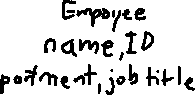 Empoyee
name, ID
partment, job title